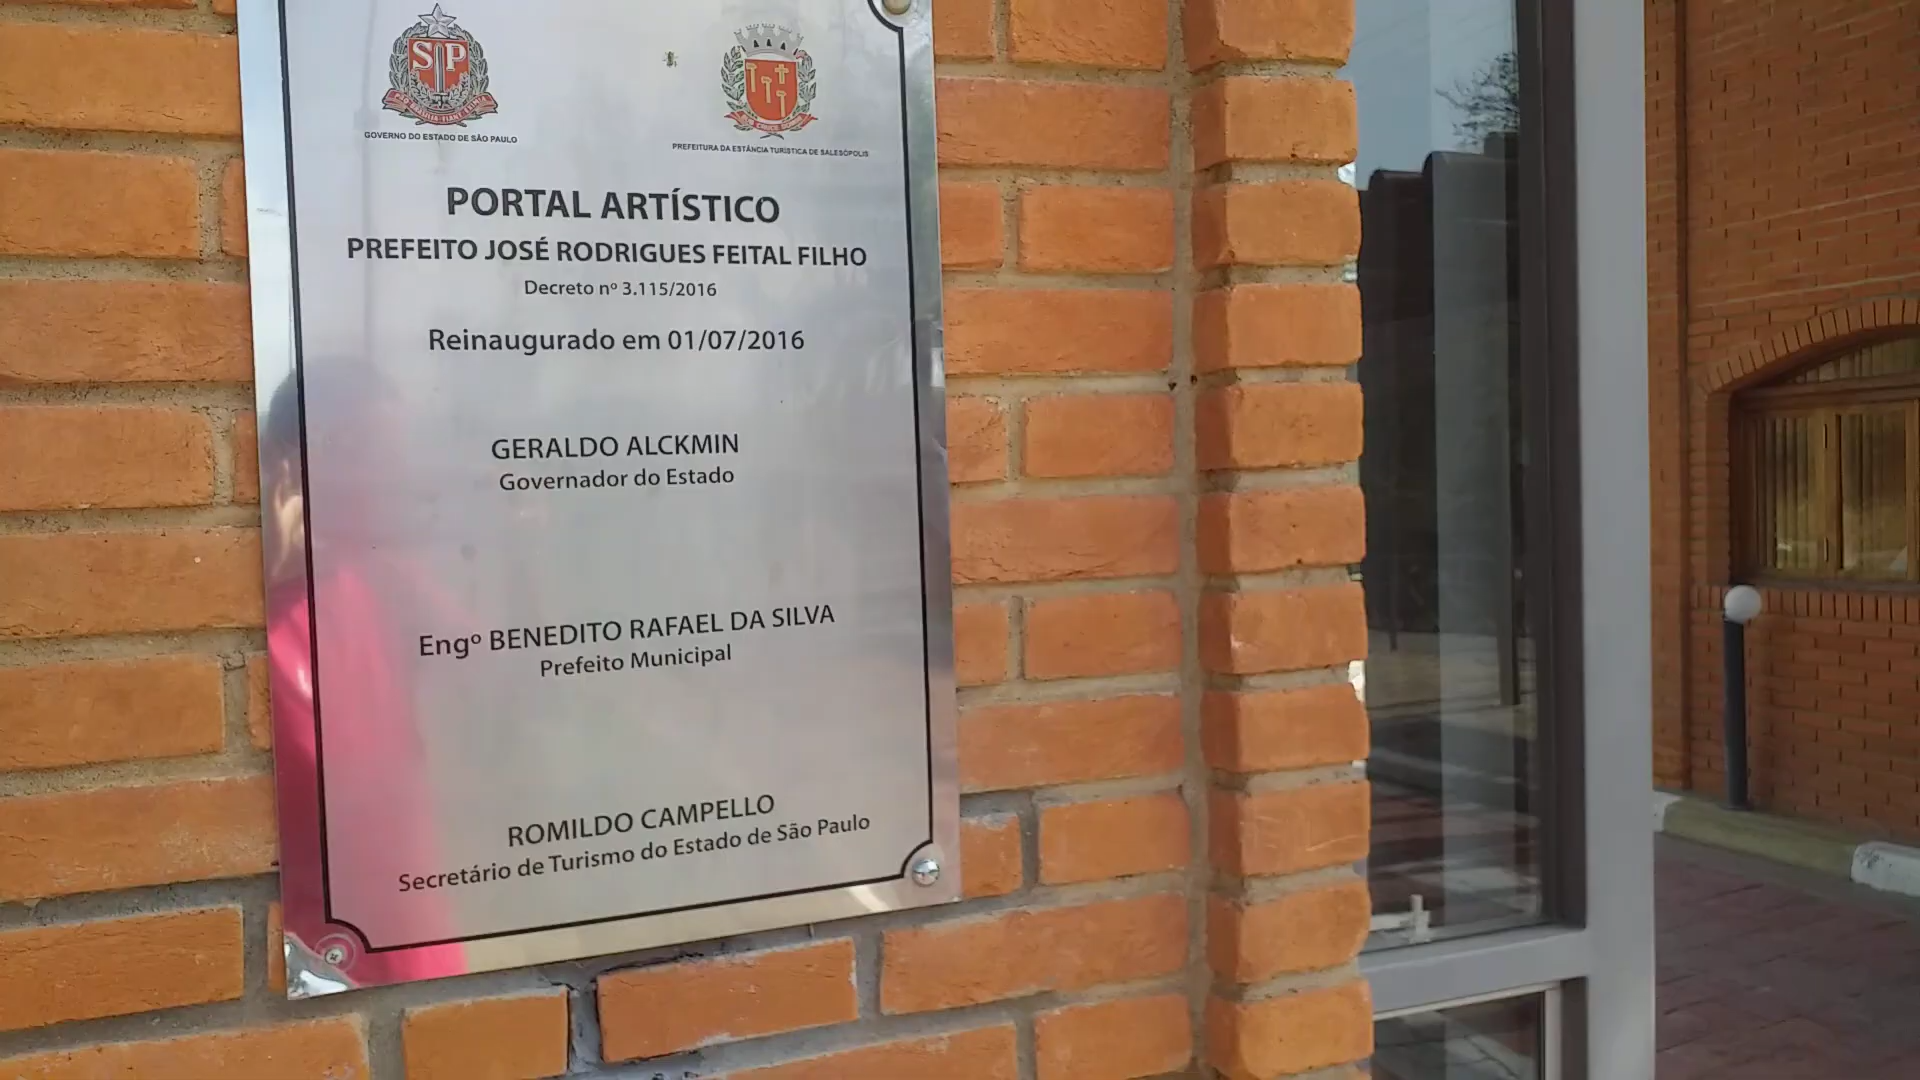 SP
GOVERNO DO ESTADO DE SÃO PAULO
PREFEITURA DA ESTÂNCIA TURÍSTICA DE SALESÓPOLIS
PORTAL ARTÍSTICO
PREFEITO JOSÉ RODRIGUES FEITAL FILHO
Decreto nº 3.115/2016
Reinaugurado em 01/07/2016
GERALDO ALCKMIN
Governador do Estado
Engº BENEDITO RAFAEL DA SILVA
Prefeito Municipal
ROMILDO CAMPELLO
Secretário de Turismo do Estado de São Paulo